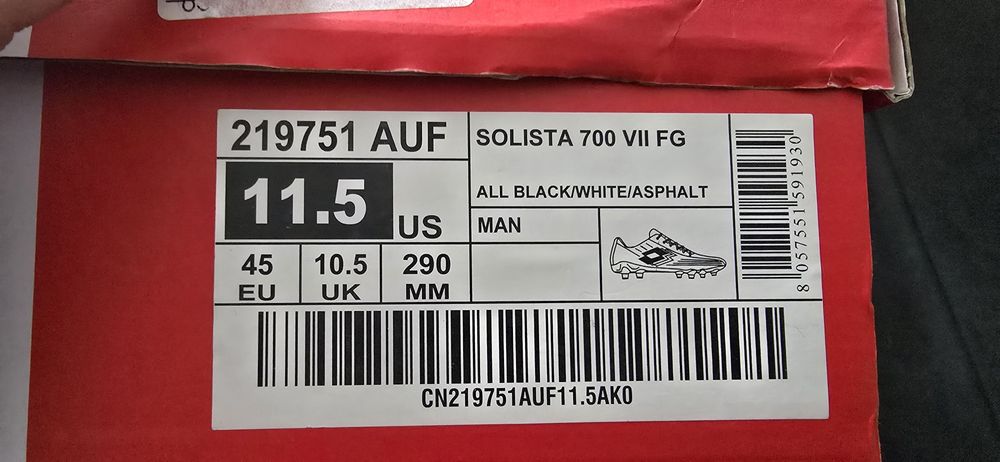 219751 AUF
SOLISTA 700 VII FG
ALL BLACK/WHITE/ASPHALT
11.5 US
MAN
45 EU
10.5 UK
290 MM
8 057551 591930
CN219751AUF11.5AK0